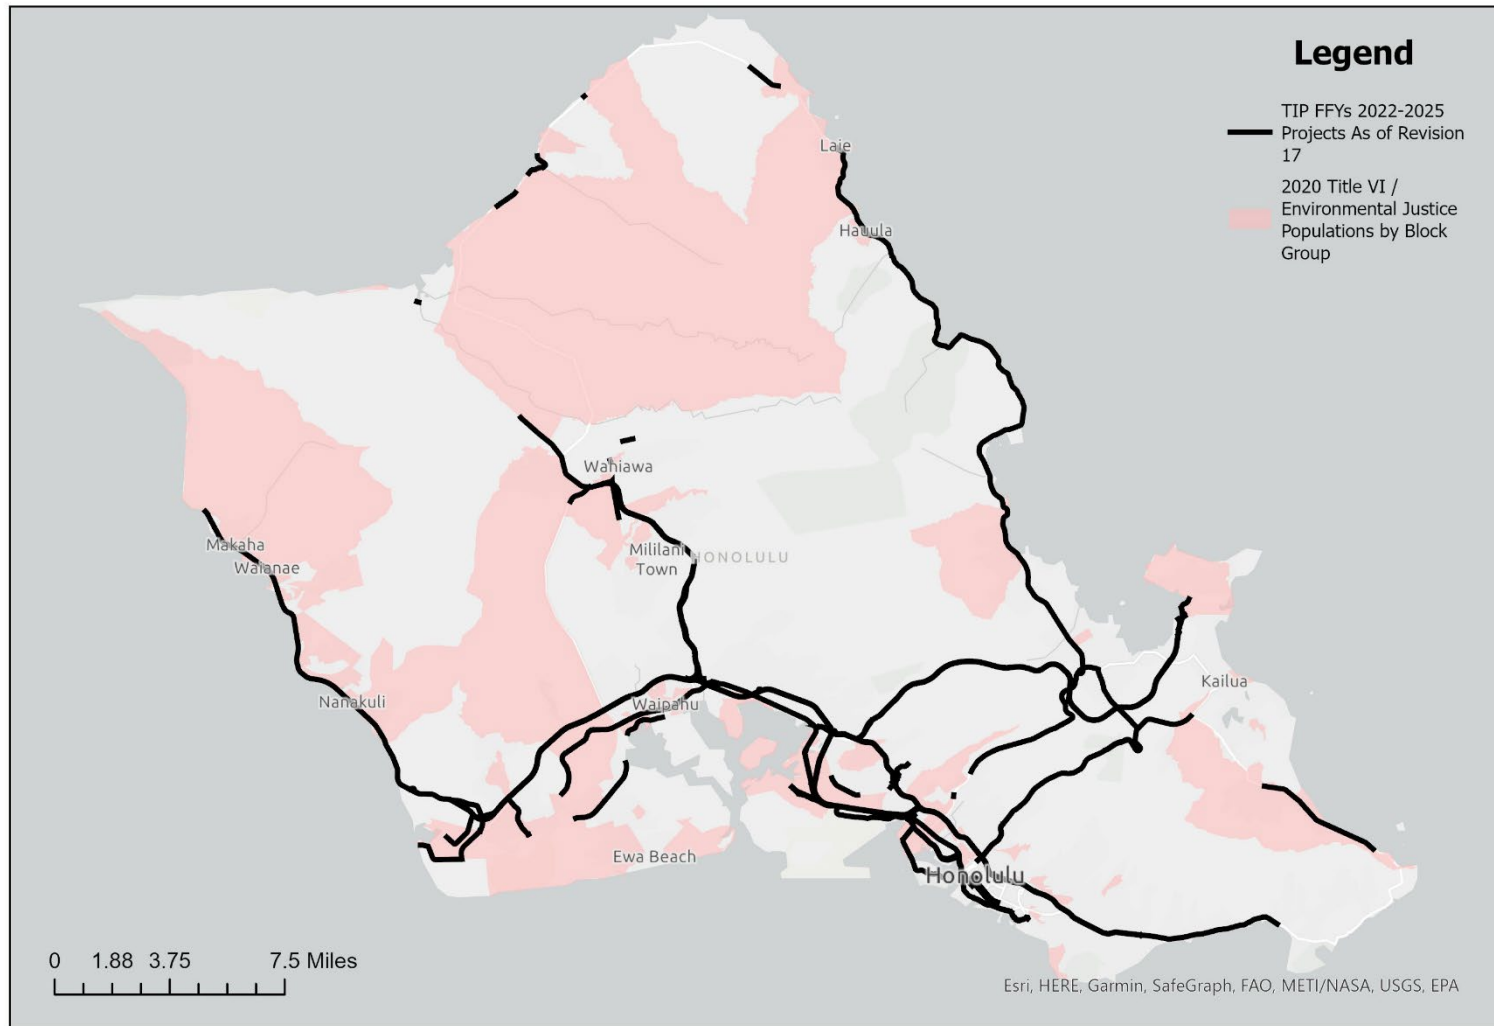 Legend
TIP FFYs 2022-2025
Projects As of Revision
17
2020 Title VI /
Environmental Justice
Populations by Block
Group
Laie
Hauula
Wahiawa
Makaha
Waianae
Mililani
Town
HONOLULU
Nanakuli
Waipahu
Kailua
Ewa Beach
Honolulu
0 1.88 3.75 7.5 Miles
Esri, HERE, Garmin, SafeGraph, FAO, METI/NASA, USGS, EPA